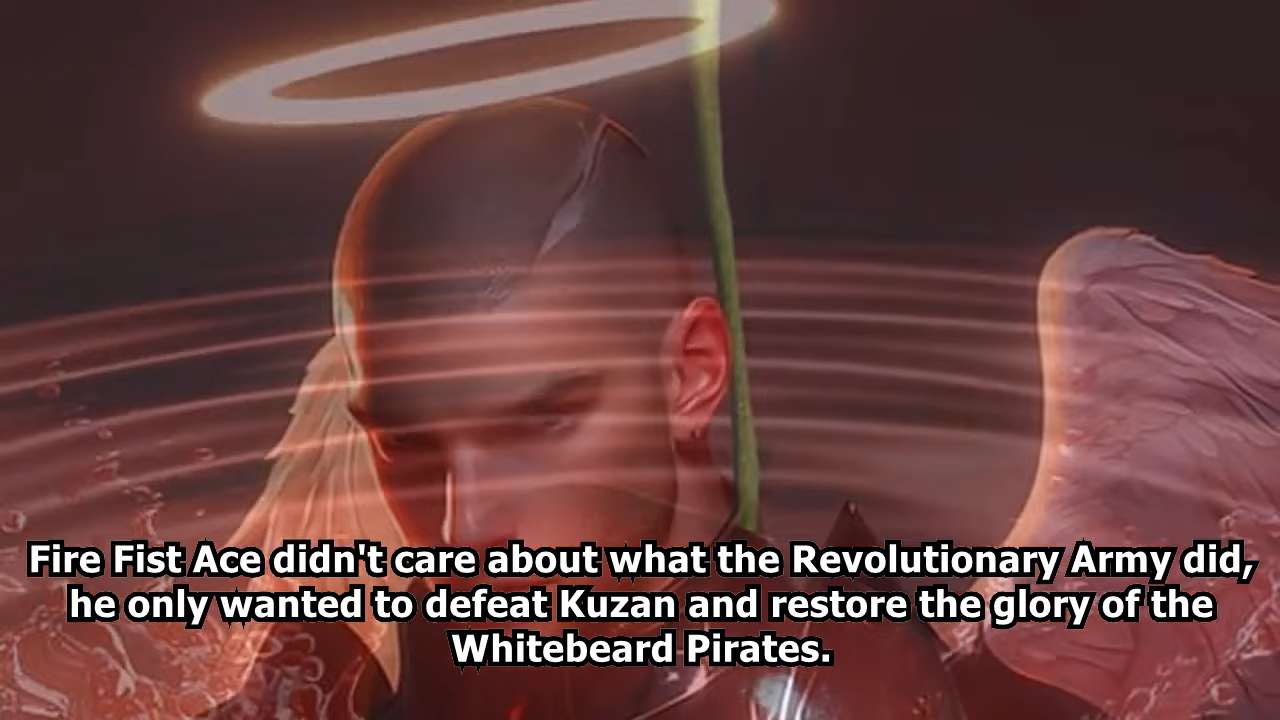 Fire Fist Ace didn't care about what the Revolutionary Army did,
he only wanted to defeat Kuzan and restore the glory of the
Whitebeard Pirates.